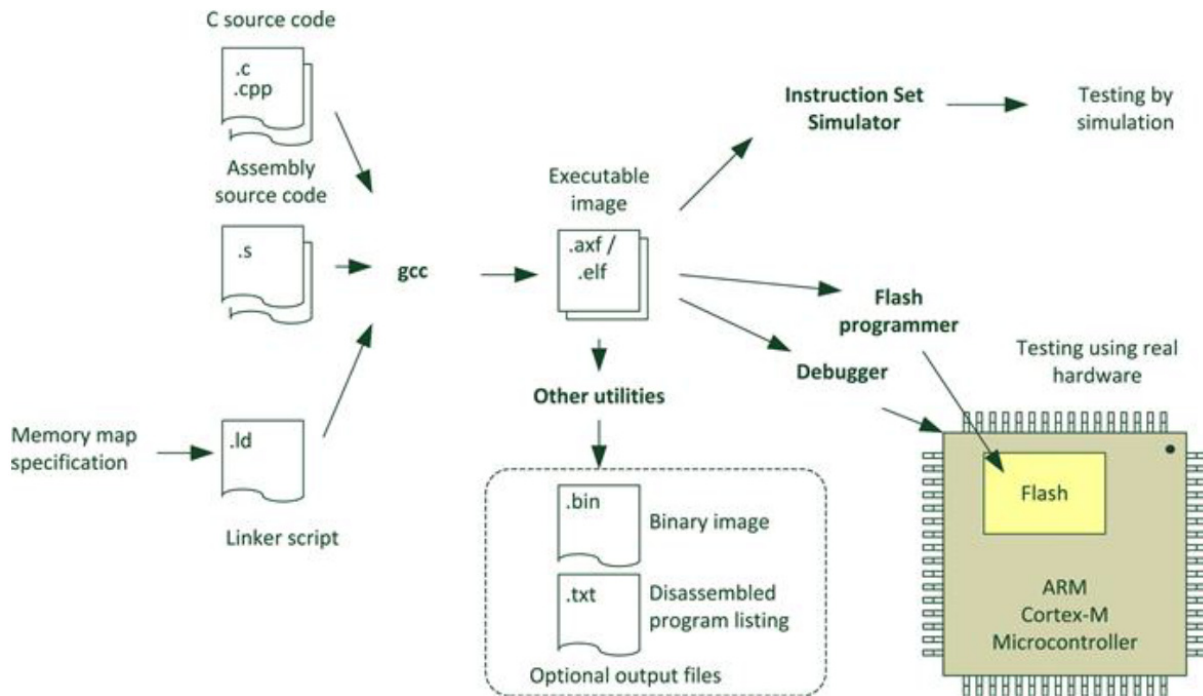 C source code
.c
.cpp
Assembly
source code
.s
gcc
Memory map
specification
.ld
Linker script
Executable
image
.axf /
.elf
Other utilities
.bin
Binary image
.txt
Disassembled
program listing
Optional output files
Instruction Set
Simulator
Testing by
simulation
Flash
programmer
Debugger
Testing using real
hardware
Flash
ARM
Cortex-M
Microcontroller